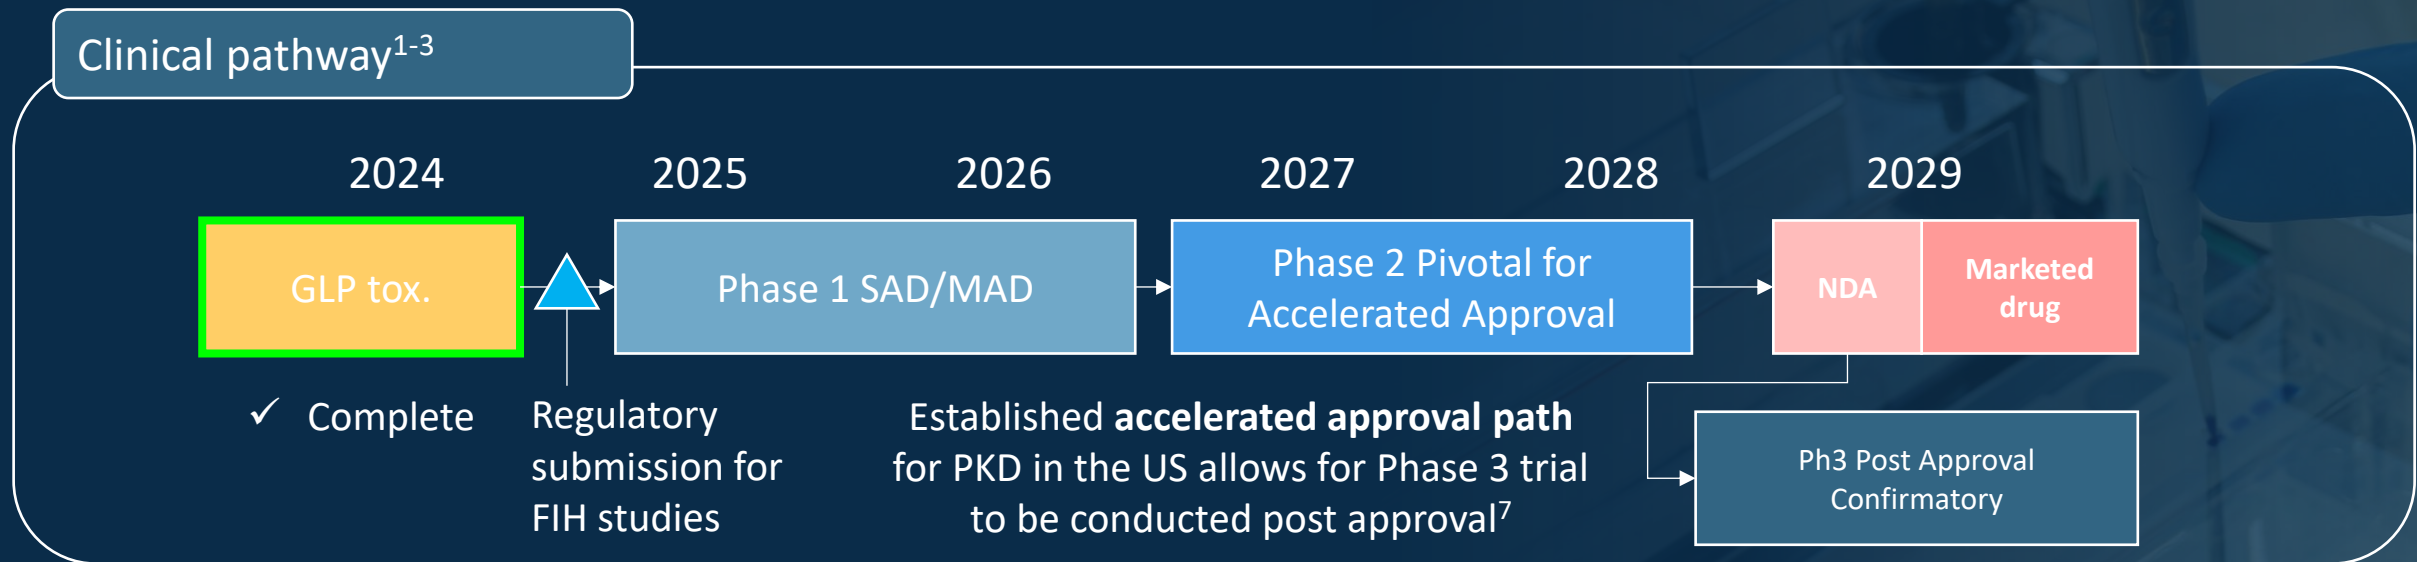 Clinical pathway1-3
2024
2025
2026
2027
2028
2029
GLP tox.
Phase 1 SAD/MAD
Phase 2 Pivotal for
Accelerated Approval
NDA
Marketed
drug
✓ Complete
Regulatory
submission for
FIH studies
Established accelerated approval path
for PKD in the US allows for Phase 3 trial
to be conducted post approval7
Ph3 Post Approval
Confirmatory